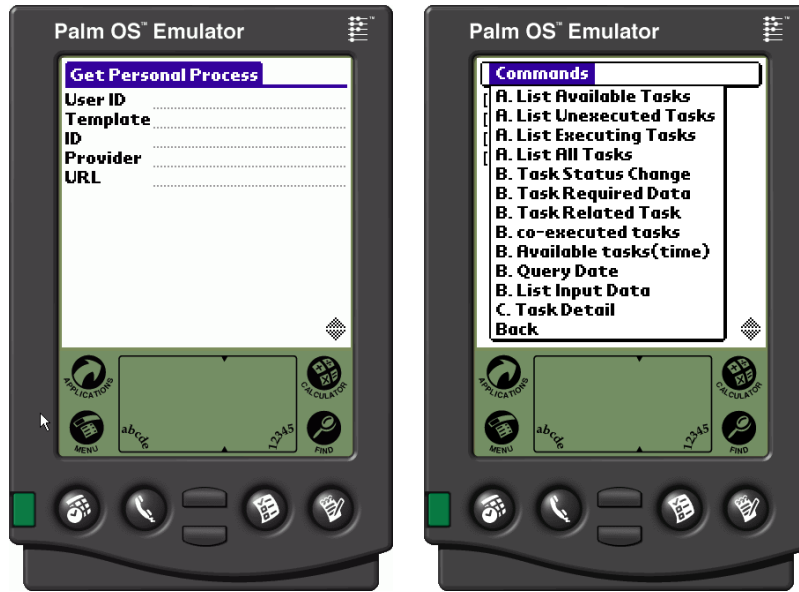 Palm OS™ Emulator
Get Personal Process
User ID
Template
ID
Provider
URL
APPLICATIONS
CALCULATOR
MENU
abcde
12345
FIND
Palm OS™ Emulator
Commands
A. List Available Tasks
A. List Unexecuted Tasks
A. List Executing Tasks
A. List All Tasks
B. Task Status Change
B. Task Required Data
B. Task Related Task
B. co-executed tasks
B. Available tasks(time)
B. Query Date
B. List Input Data
C. Task Detail
Back
APPLICATIONS
CALCULATOR
MENU
abcde
12345
FIND